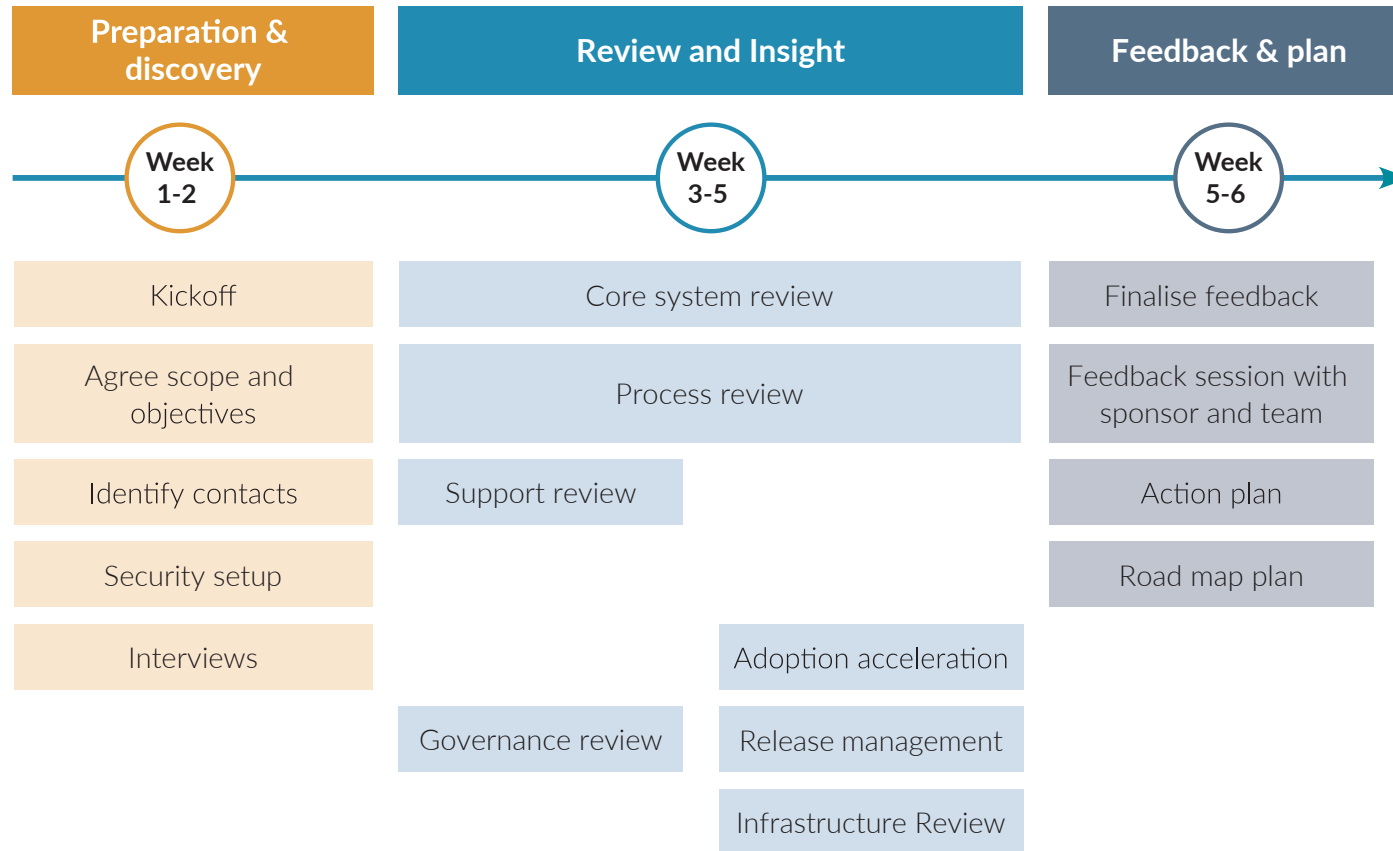 Preparation &
discovery
Review and Insight
Feedback & plan
Week
1-2
Week
3-5
Week
5-6
Kickoff
Agree scope and
objectives
Identify contacts
Security setup
Interviews
Core system review
Process review
Support review
Governance review
Adoption acceleration
Release management
Infrastructure Review
Finalise feedback
Feedback session with
sponsor and team
Action plan
Road map plan